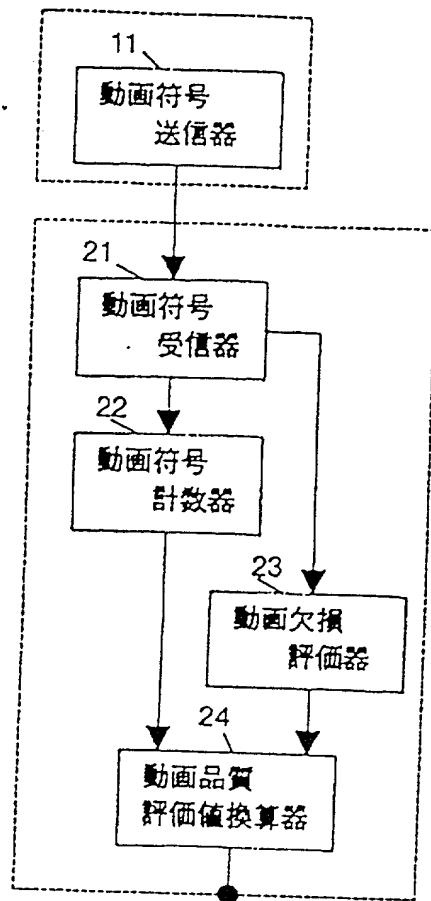 11
動画符号
送信器
21
動画符号
受信器
22
動画符号
計数器
23
動画欠損
評価器
24
動画品質
評価値換算器